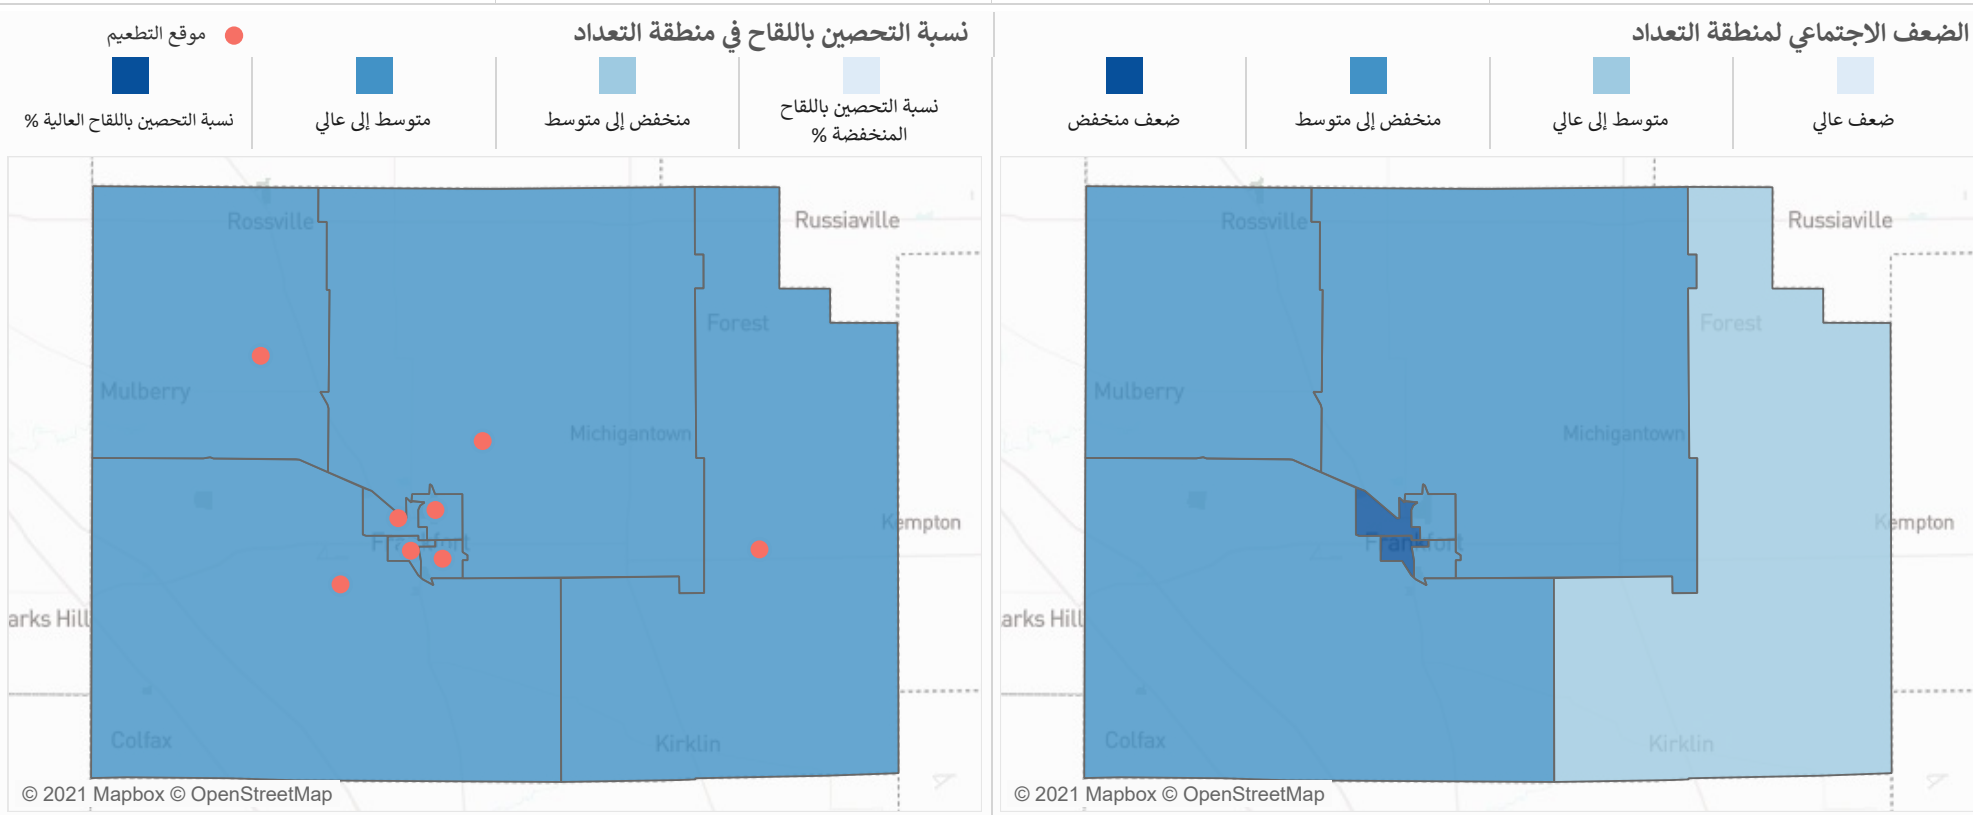 الضعف الاجتماعي لمنطقة التعداد
ضعف عالي
متوسط إلى عالي
منخفض إلى متوسط
ضعف منخفض
Rossville
Russiaville
Forest
Mulberry
Michigantown
Kempton
Frankfort
arks Hill
Colfax
Kirklin
© 2021 Mapbox © OpenStreetMap
نسبة التحصين باللقاح في منطقة التعداد
موقع التطعيم
نسبة التحصين باللقاح
المنخفضة %
منخفض إلى متوسط
متوسط إلى عالي
نسبة التحصين باللقاح العالية %
Rossville
Russiaville
Forest
Mulberry
Michigantown
Kempton
Frankfort
arks Hill
Colfax
Kirklin
© 2021 Mapbox © OpenStreetMap